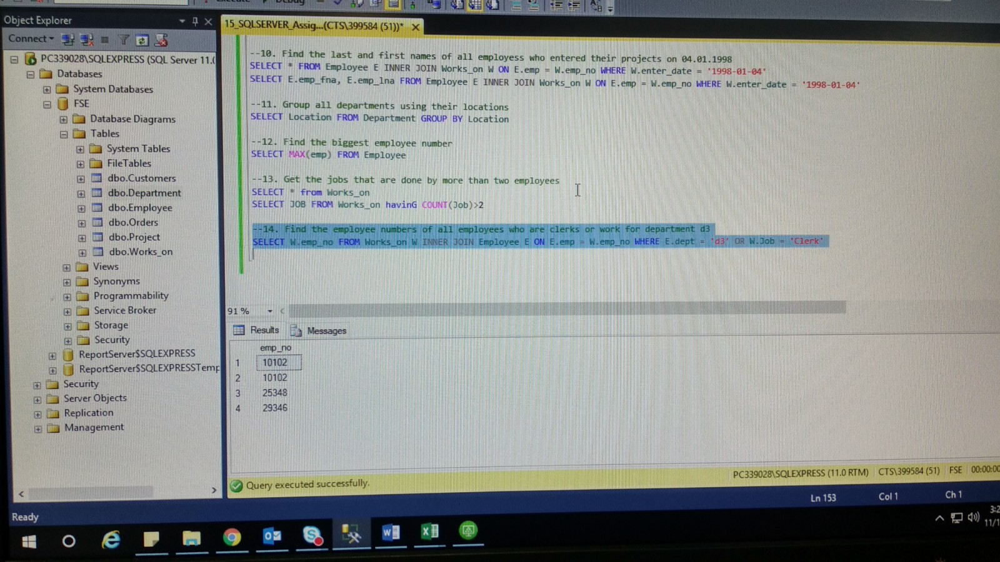 Object Explorer
Connect
PC339028\SQLEXPRESS (SQL Server 11.(
Databases
System Databases
FSE
Database Diagrams
Tables
System Tables
FileTables
dbo.Customers
dbo.Department
dbo.Employee
dbo.Orders
dbo.Project
dbo.Works_on
Views
Synonyms
Programmability
Service Broker
Storage
Security
ReportServer$SQLEXPRESS
ReportServer$SQLEXPRESSTemp
Security
Server Objects
Replication
Management
15_SQLSERVER_Assig...(CTS\399584 (51))*
--10. Find the last and first names of all employess who entered their projects on 04.01.1998
SELECT * FROM Employee E INNER JOIN Works_on W ON E.emp = W.emp_no WHERE W.enter_date = '1998-01-04'
SELECT E.emp_fna, E.emp_lna FROM Employee E INNER JOIN Works_on W ON E.emp = W.emp_no WHERE W.enter_date = '1998-01-04'
--11. Group all departments using their locations
SELECT Location FROM Department GROUP BY Location
--12. Find the biggest employee number
SELECT MAX(emp) FROM Employee
--13. Get the jobs that are done by more than two employees
SELECT * from Works_on
SELECT JOB FROM Works_on havinG COUNT(Job)>2
--14. Find the employee numbers of all employees who are clerks or work for department d3
SELECT W.emp_no FROM Works_on W INNER JOIN Employee E ON E.emp = W.emp_no WHERE E.dept = 'd3' OR W.Job = 'Clerk'
91 %
Results Messages
emp_no
1 10102
2 10102
3 25348
4 29346
Query executed successfully.
PC339028\SQLEXPRESS (11.0 RTM) CTS\399584 (51) FSE 00:00:00
Ln 153 Col 1 Ch 1
Ready
3:2
11/1